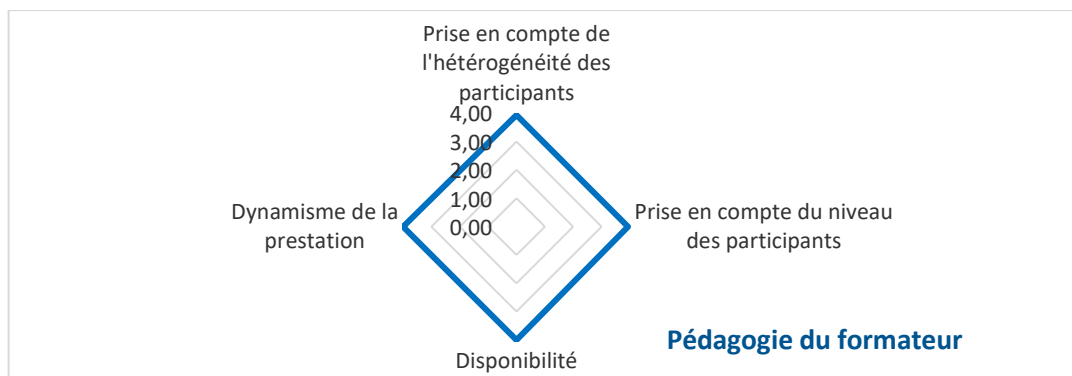 Prise en compte de
l'hétérogénéité des
participants
4,00
3,00
2,00
1,00
0,00
Dynamisme de la
prestation
Prise en compte du niveau
des participants
Disponibilité
Pédagogie du formateur